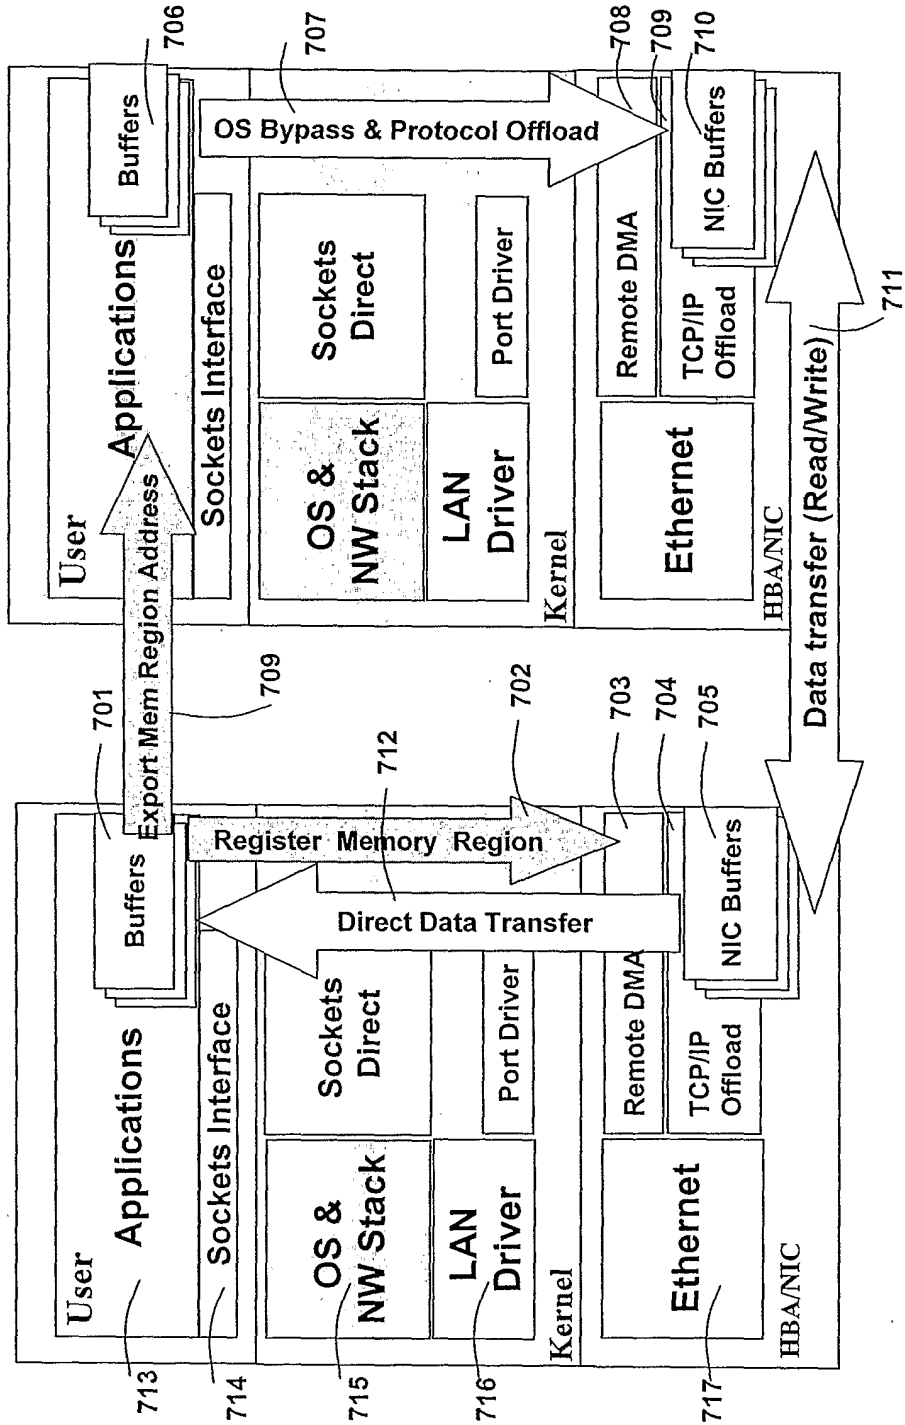 User
Applications
Buffers
701
Export Mem Region Address
709
713
Sockets Interface
714
OS &
NW Stack
715
Sockets
Direct
Direct Data Transfer
712
Register Memory Region
702
LAN
Driver
716
Port Driver
Kernel
Ethernet
717
Remote DMA
703
TCP/IP
Offload
704
NIC Buffers
705
HBA/NIC
User
Applications
Buffers
706
Sockets Interface
OS &
NW Stack
Sockets
Direct
OS Bypass & Protocol Offload
707
LAN
Driver
Port Driver
Kernel
Ethernet
Remote DMA
708
TCP/IP
Offload
709
NIC Buffers
710
HBA/NIC
Data transfer (Read/Write)
711